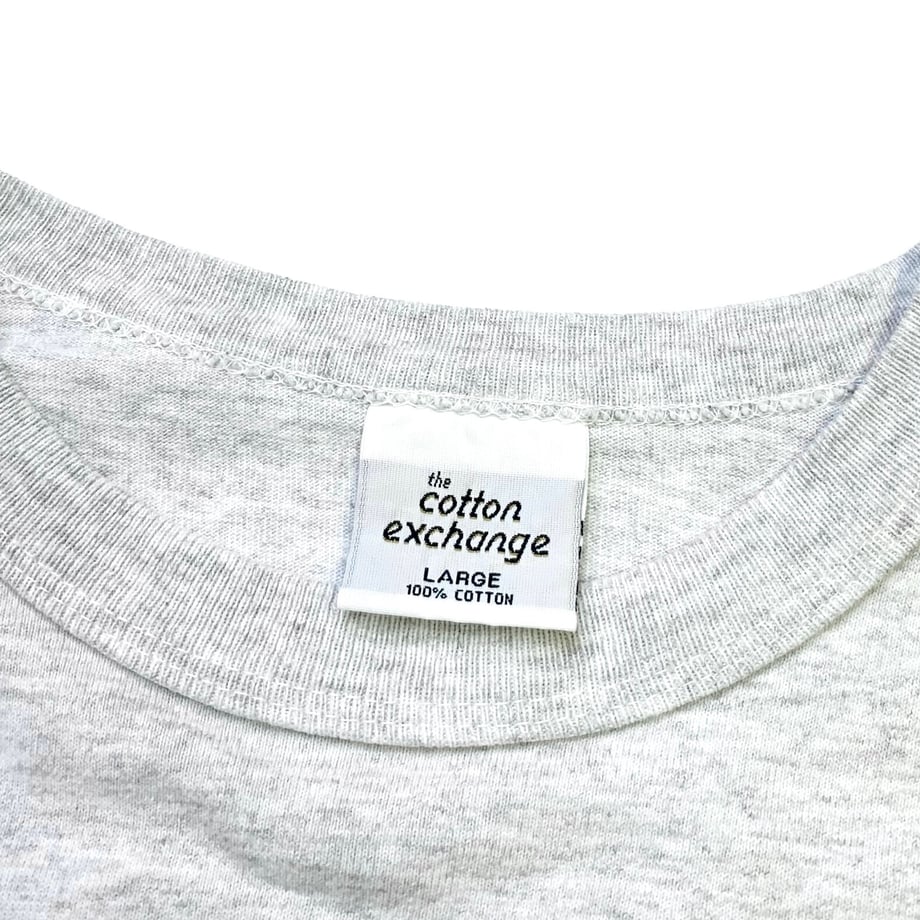 the
cotton
exchange
LARGE
100% COTTON